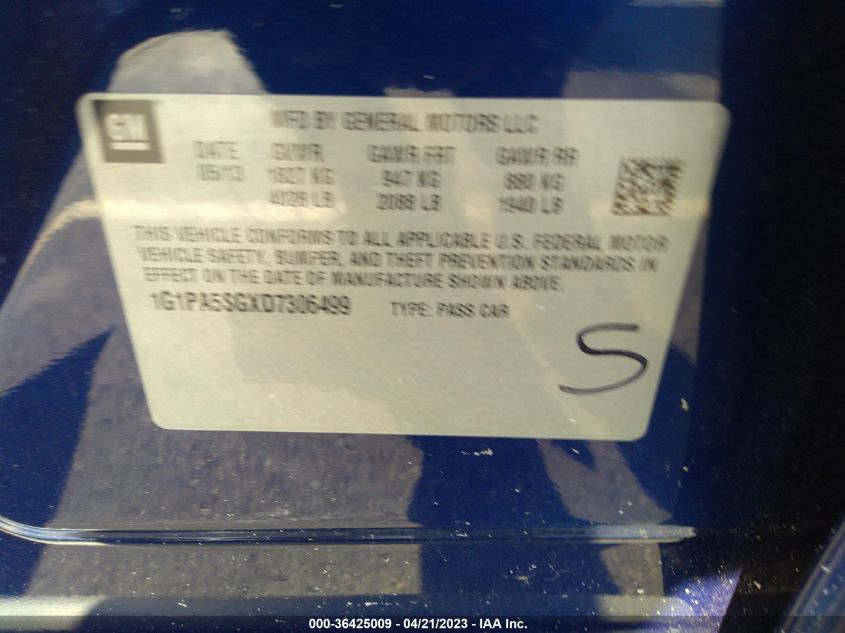 GM
MFD BY GENERAL MOTORS LLC
DATE GVWR GAWR FRT GAWR RR
05/13 1827 KG 947 KG 880 KG
4028 LB 2088 LB 1940 LB
THIS VEHICLE CONFORMS TO ALL APPLICABLE U.S. FEDERAL MOTOR
VEHICLE SAFETY, BUMPER, AND THEFT PREVENTION STANDARDS IN
EFFECT ON THE DATE OF MANUFACTURE SHOWN ABOVE.
1G1PA5SGXD7306499 TYPE: PASS CAR
S
000-36425009 / 04/21/2023 - IAA Inc.